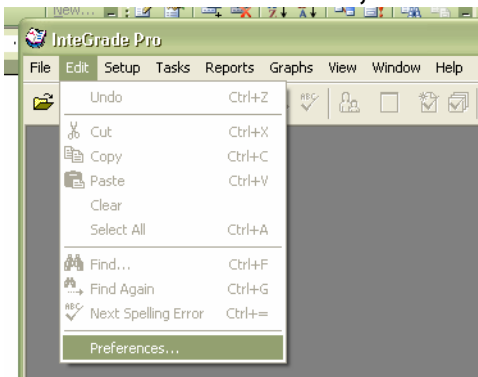 New...
InteGrade Pro
File Edit Setup Tasks Reports Graphs View Window Help
Undo Ctrl+Z
Cut Ctrl+X
Copy Ctrl+C
Paste Ctrl+V
Clear
Select All Ctrl+A
Find... Ctrl+F
Find Again Ctrl+G
Next Spelling Error Ctrl+=
Preferences...